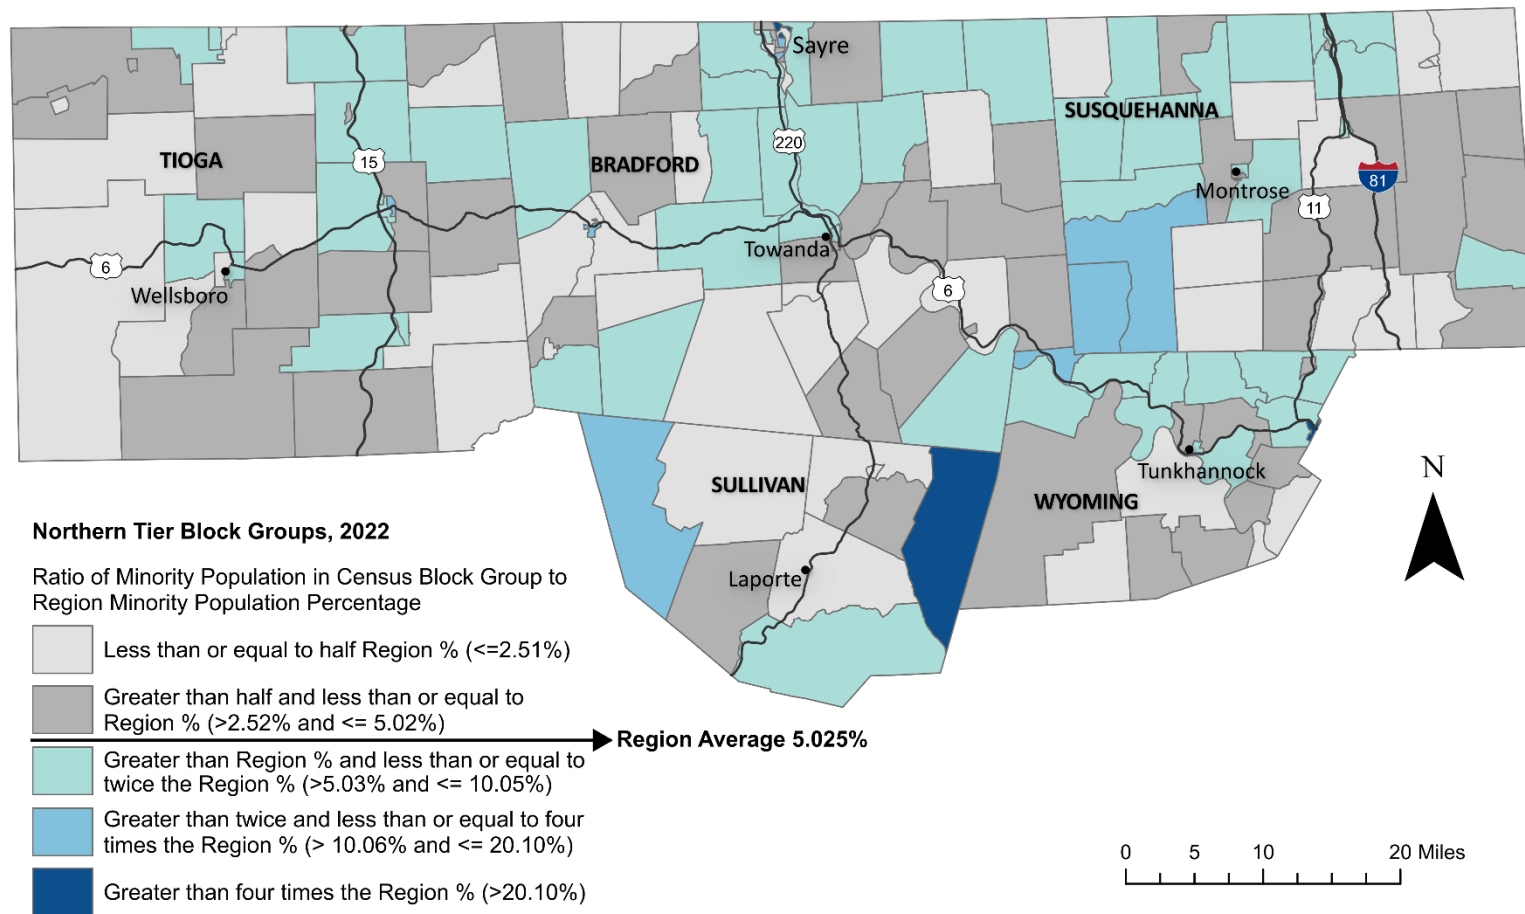 Sayre
SUSQUEHANNA
TIOGA
15
BRADFORD
220
81
Montrose
11
Towanda
6
Wellsboro
6
Tunkhannock
SULLIVAN
WYOMING
N
Laporte
Northern Tier Block Groups, 2022
Ratio of Minority Population in Census Block Group to
Region Minority Population Percentage
Less than or equal to half Region % (<=2.51%)
Greater than half and less than or equal to
Region % (>2.52% and <= 5.02%)
Region Average 5.025%
Greater than Region % and less than or equal to
twice the Region % (>5.03% and <= 10.05%)
Greater than twice and less than or equal to four
times the Region % (> 10.06% and <= 20.10%)
Greater than four times the Region % (>20.10%)
0 5 10 20 Miles